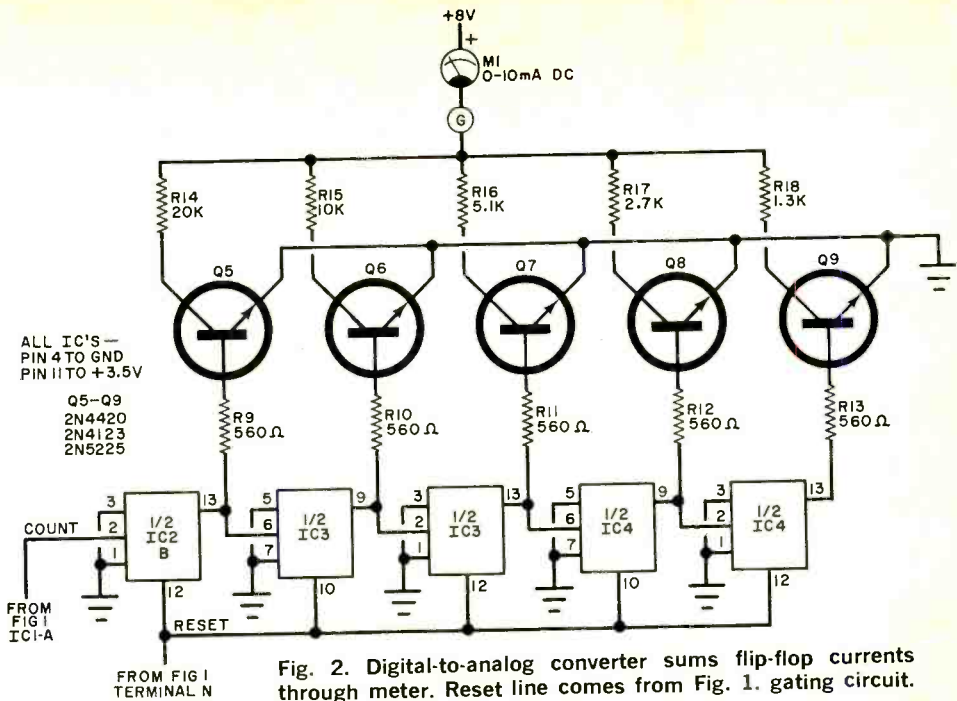 +8V
+
M1
0-10mA DC
G
R14
20K
R15
10K
R16
5.1K
R17
2.7K
R18
1.3K
Q5
Q6
Q7
Q8
Q9
ALL IC'S—
PIN 4 TO GND
PIN 11 TO +3.5V
Q5-Q9
2N4420
2N4123
2N5225
R9
560Ω
R10
560Ω
R11
560Ω
R12
560Ω
R13
560Ω
COUNT
3
2
1
1/2
IC2
B
13
12
5
6
7
1/2
IC3
9
10
3
2
1
1/2
IC3
13
12
5
6
7
1/2
IC4
9
10
3
2
1
1/2
IC4
13
12
FROM
FIG 1
IC1-A
RESET
FROM FIG 1
TERMINAL N
Fig. 2. Digital-to-analog converter sums flip-flop currents
through meter. Reset line comes from Fig. 1. gating circuit.